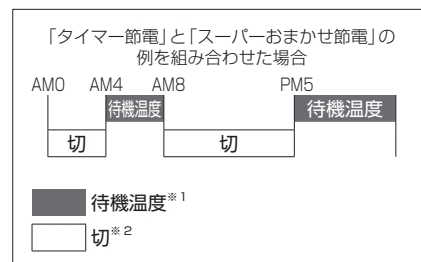 「タイマー節電」と「スーパーおまかせ節電」の
例を組み合わせた場合
AM0 AM4 AM8 PM5
待機温度 待機温度
切 切
待機温度※1
切※2